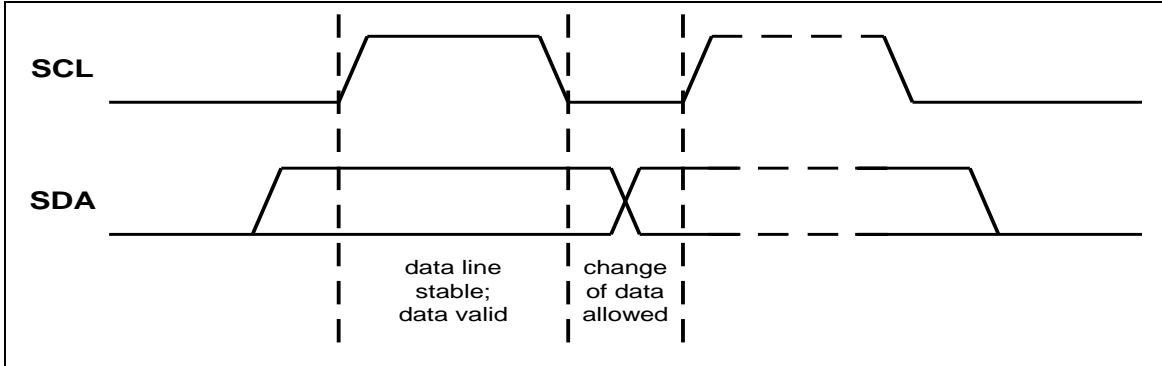 SCL
SDA
data line
stable;
data valid
change
of data
allowed